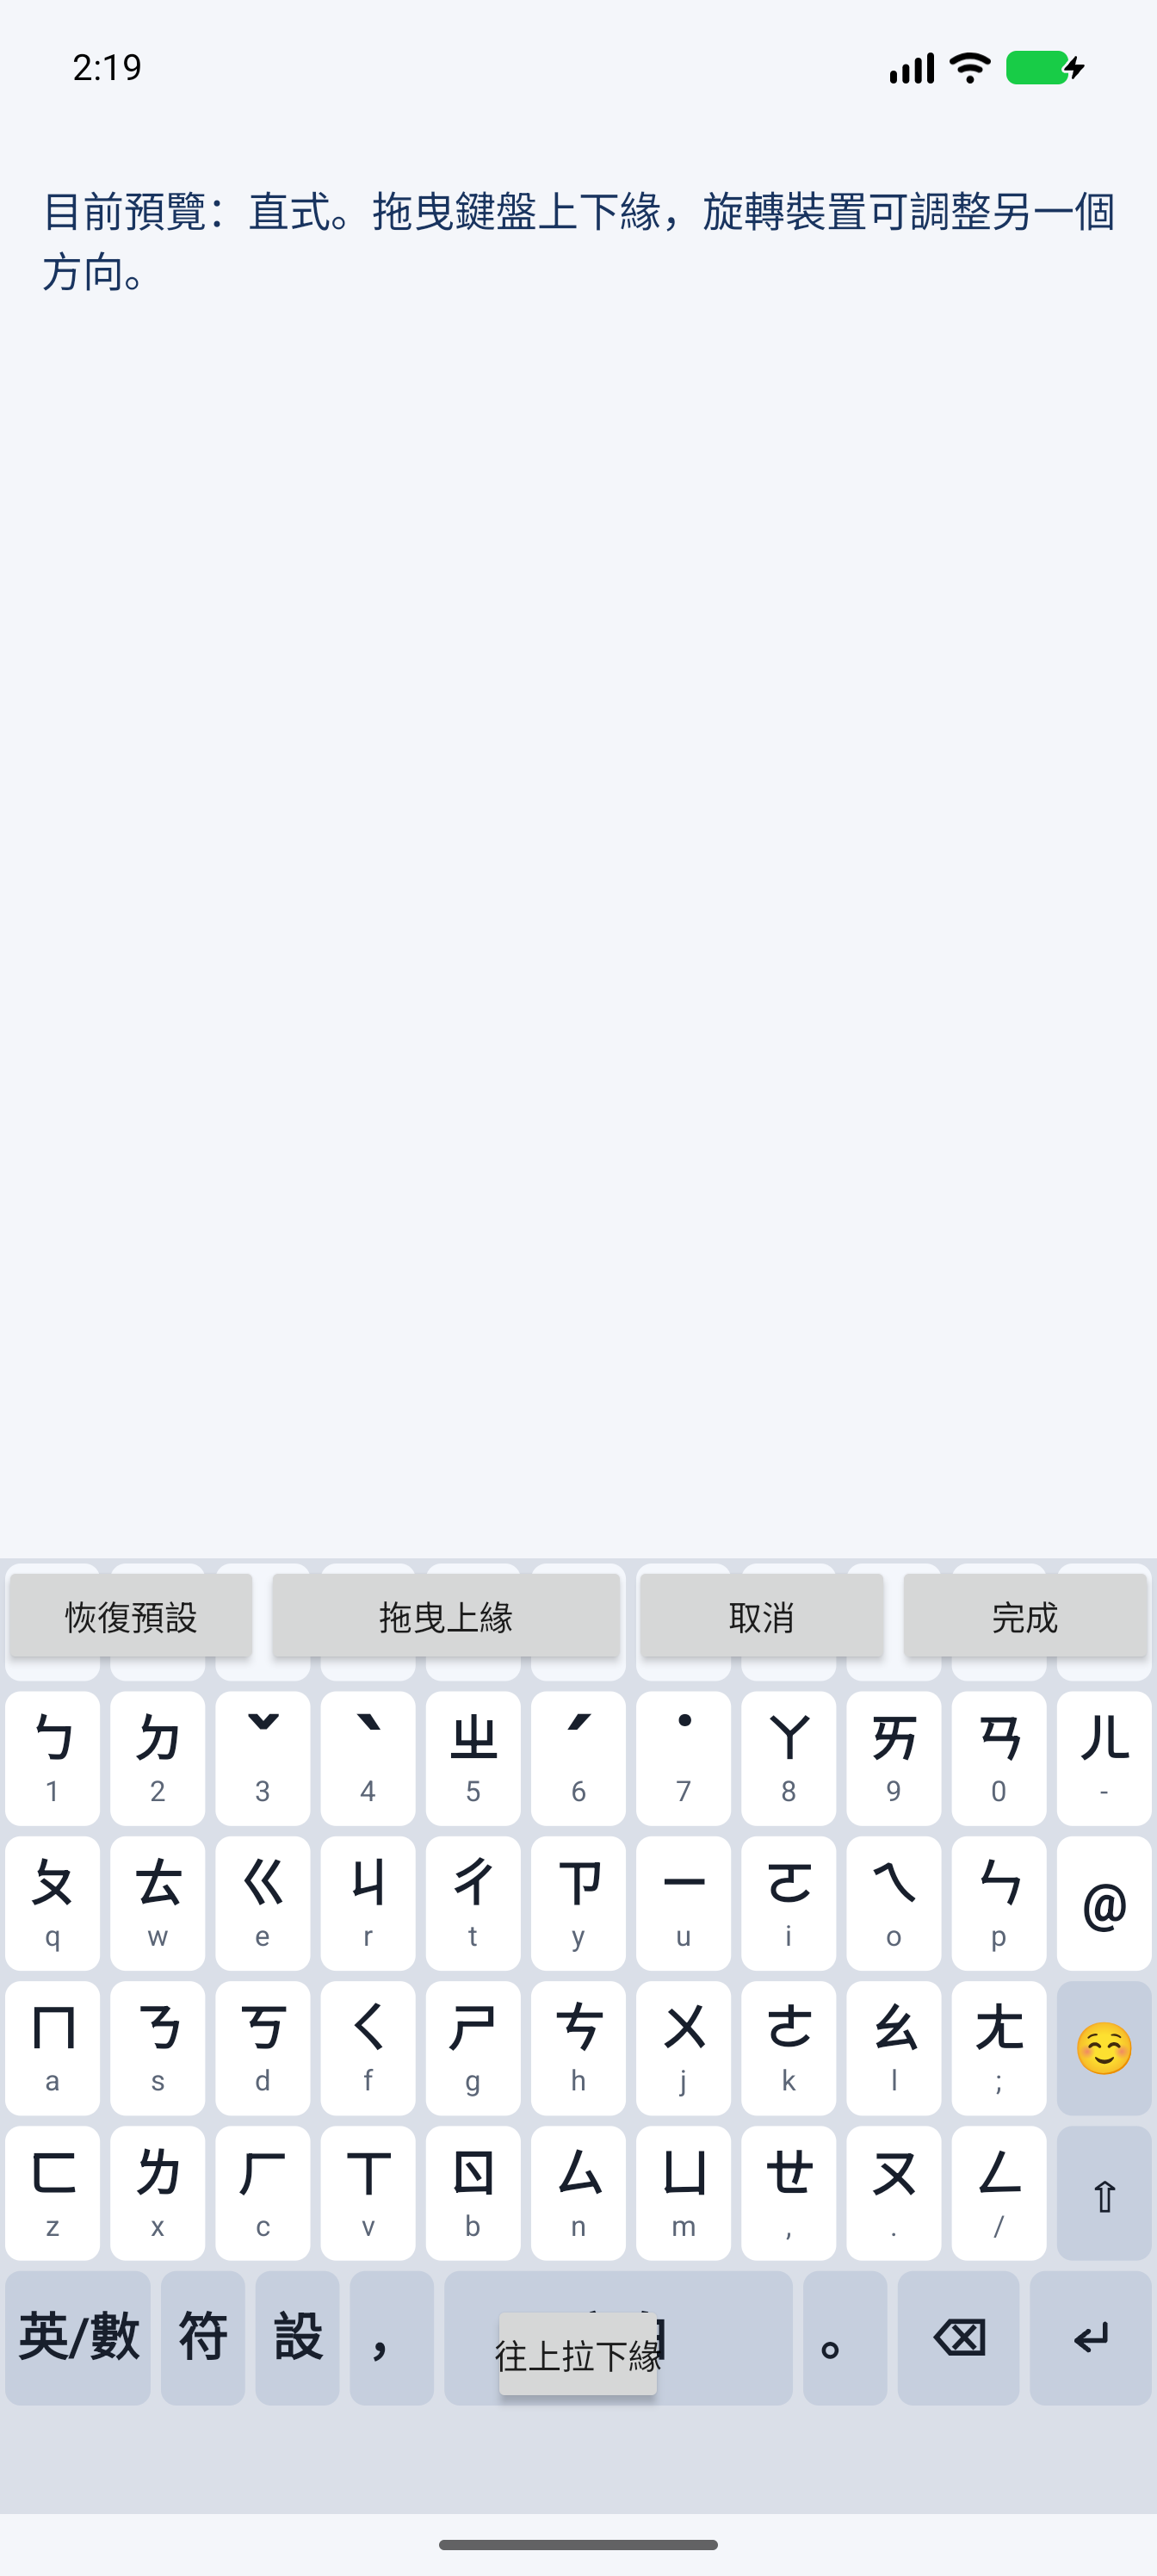 2:19
目前預覽：直式。拖曳鍵盤上下緣，旋轉裝置可調整另一個
方向。
恢復預設 拖曳上緣 取消 完成
ㄅ ㄉ ˇ ˋ ㄓ ˊ ˙ ㄚ ㄞ ㄢ ㄦ
1 2 3 4 5 6 7 8 9 0 -
ㄆ ㄊ ㄍ ㄐ ㄔ ㄗ ㄧ ㄛ ㄟ ㄣ @
q w e r t y u i o p
ㄇ ㄋ ㄎ ㄑ ㄕ ㄘ ㄨ ㄜ ㄠ ㄤ ☺️
a s d f g h j k l ;
ㄈ ㄌ ㄏ ㄒ ㄖ ㄙ ㄩ ㄝ ㄡ ㄥ ⇧
z x c v b n m , . /
英/數 符 設 ， 往上拉下緣 。 ⌫ ↵